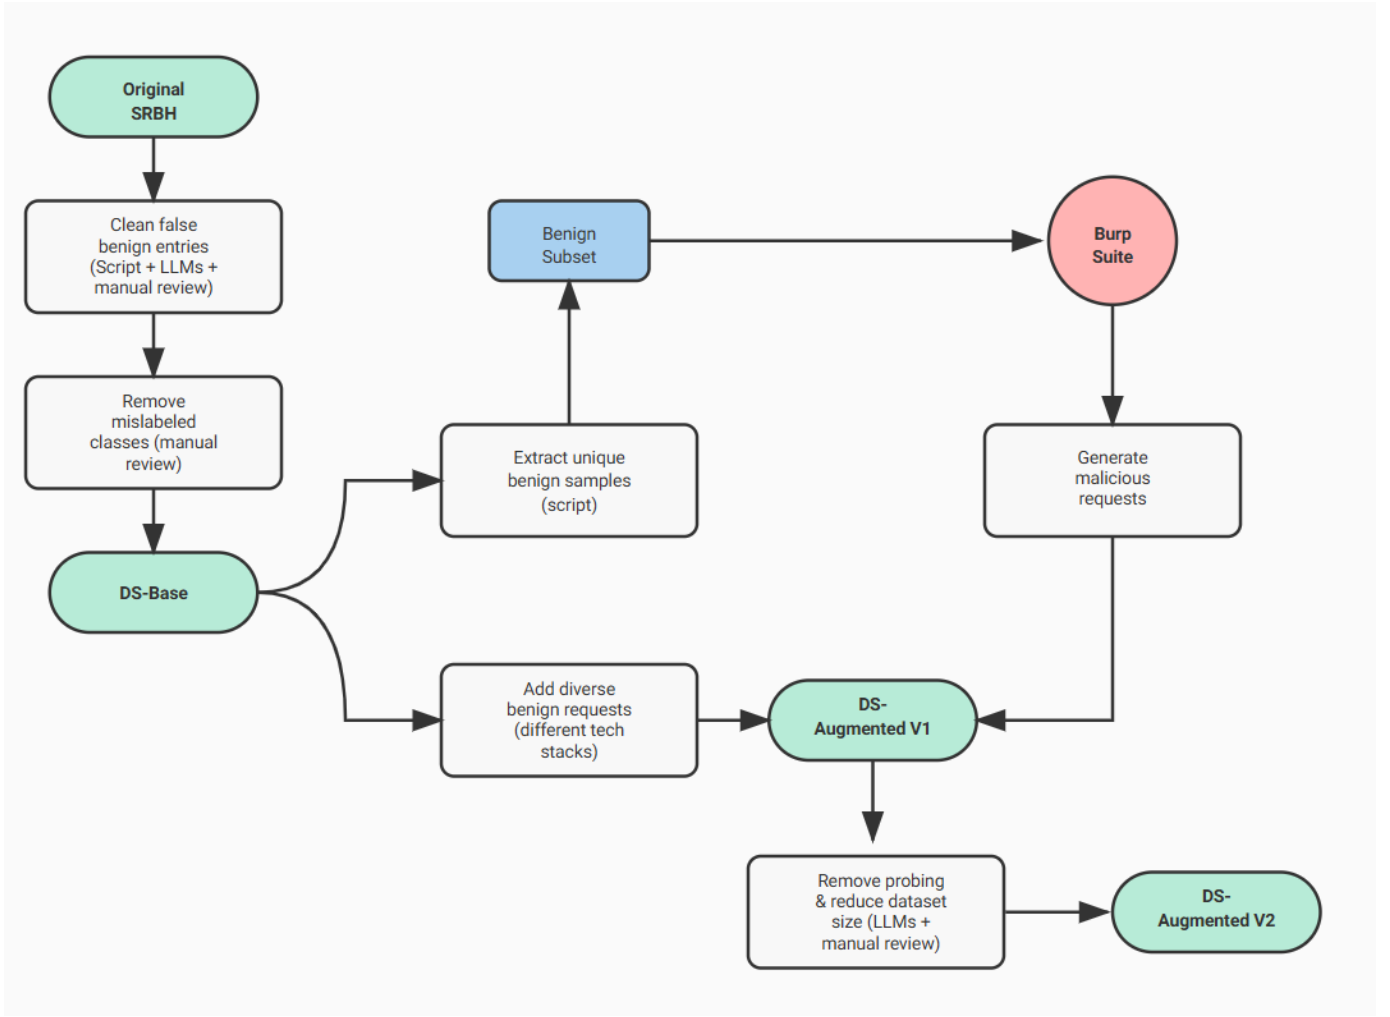 Original
SRBH
Clean false
benign entries
(Script + LLMs +
manual review)
Remove
mislabeled
classes (manual
review)
DS-Base
Extract unique
benign samples
(script)
Benign
Subset
Burp
Suite
Generate
malicious
requests
Add diverse
benign requests
(different tech
stacks)
DS-
Augmented V1
Remove probing
& reduce dataset
size (LLMs +
manual review)
DS-
Augmented V2